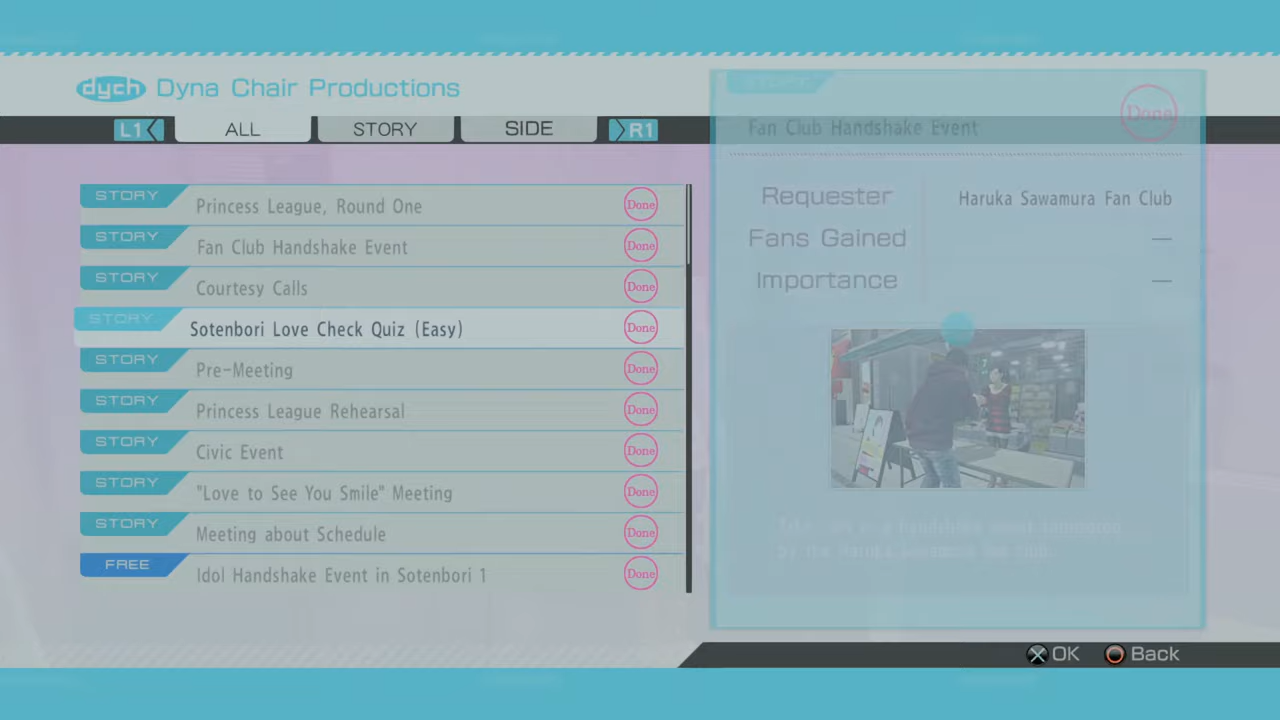 dych Dyna Chair Productions
L1 ALL STORY SIDE R1
STORY Princess League, Round One Done
STORY Fan Club Handshake Event Done
STORY Courtesy Calls Done
STORY Sotenbori Love Check Quiz (Easy) Done
STORY Pre-Meeting Done
STORY Princess League Rehearsal Done
STORY Civic Event Done
STORY "Love to See You Smile" Meeting Done
STORY Meeting about Schedule Done
FREE Idol Handshake Event in Sotenbori 1 Done
Fan Club Handshake Event Done
Requester Haruka Sawamura Fan Club
Fans Gained —
Importance —
OK Back